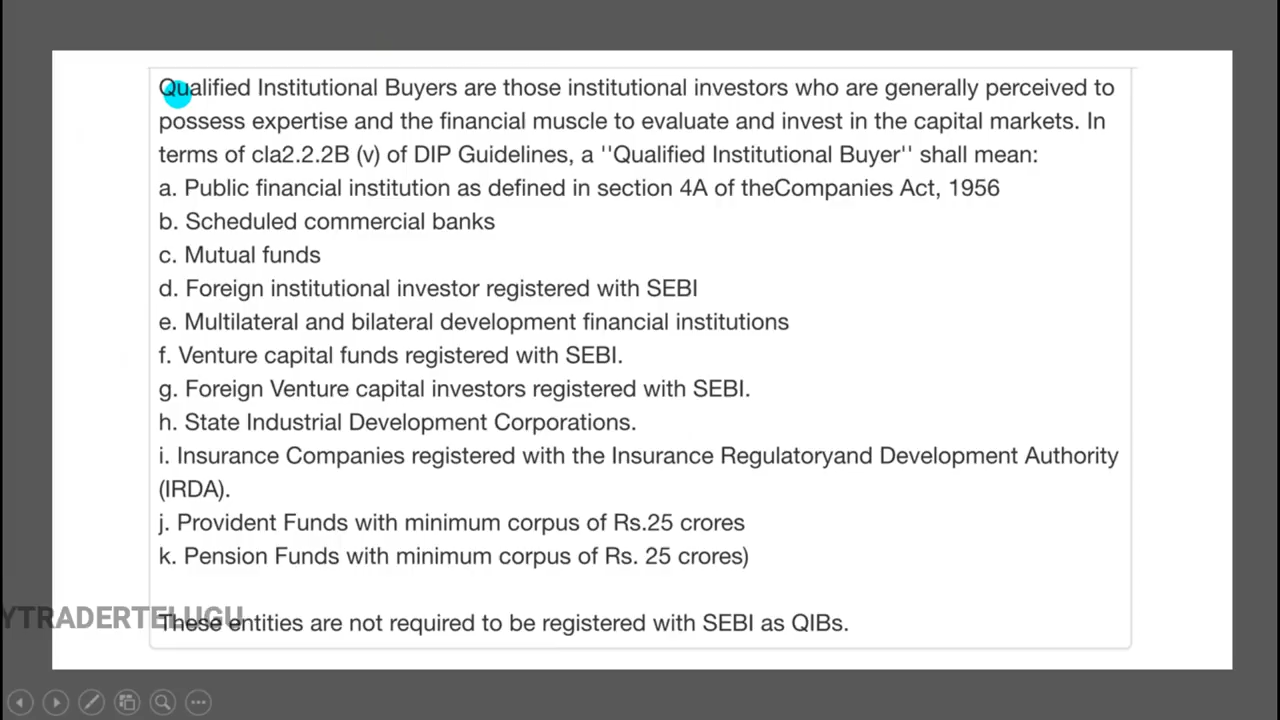 Qualified Institutional Buyers are those institutional investors who are generally perceived to
possess expertise and the financial muscle to evaluate and invest in the capital markets. In
terms of cla2.2.2B (v) of DIP Guidelines, a ''Qualified Institutional Buyer'' shall mean:
a. Public financial institution as defined in section 4A of theCompanies Act, 1956
b. Scheduled commercial banks
c. Mutual funds
d. Foreign institutional investor registered with SEBI
e. Multilateral and bilateral development financial institutions
f. Venture capital funds registered with SEBI.
g. Foreign Venture capital investors registered with SEBI.
h. State Industrial Development Corporations.
i. Insurance Companies registered with the Insurance Regulatoryand Development Authority
(IRDA).
j. Provident Funds with minimum corpus of Rs.25 crores
k. Pension Funds with minimum corpus of Rs. 25 crores)
YTRADERTELUGU
These entities are not required to be registered with SEBI as QIBs.